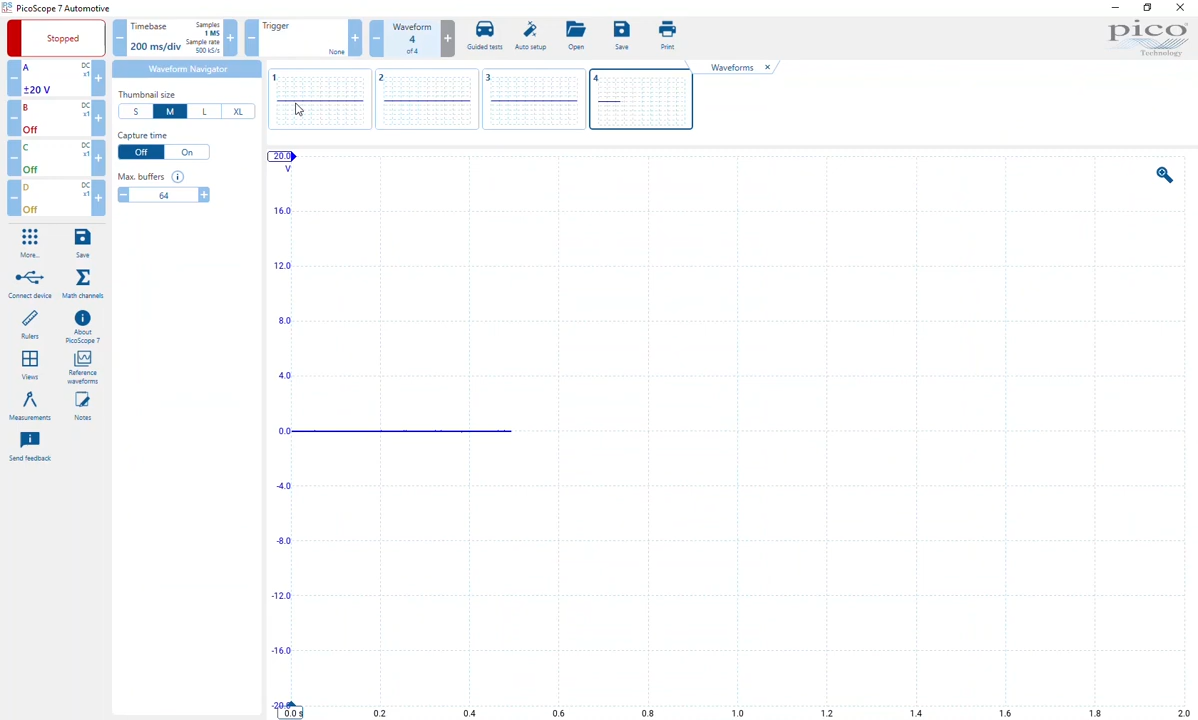 PicoScope 7 Automotive
Stopped
Timebase
200 ms/div
Samples
1 MS
Sample rate
500 kS/s
Trigger
None
Waveform
4
of 4
Guided tests
Auto setup
Open
Save
Print
pico
Technology
A
DC
x1
±20 V
B
DC
x1
Off
C
DC
x1
Off
D
DC
x1
Off
More...
Save
Connect device
Math channels
Rulers
About
PicoScope 7
Views
Reference
waveforms
Measurements
Notes
Send feedback
Waveform Navigator
Thumbnail size
S M L XL
Capture time
Off On
Max. buffers
64
1 2 3 4
Waveforms
20.0
V
16.0
12.0
8.0
4.0
0.0
-4.0
-8.0
-12.0
-16.0
-20.0
0.0 s 0.2 0.4 0.6 0.8 1.0 1.2 1.4 1.6 1.8 2.0